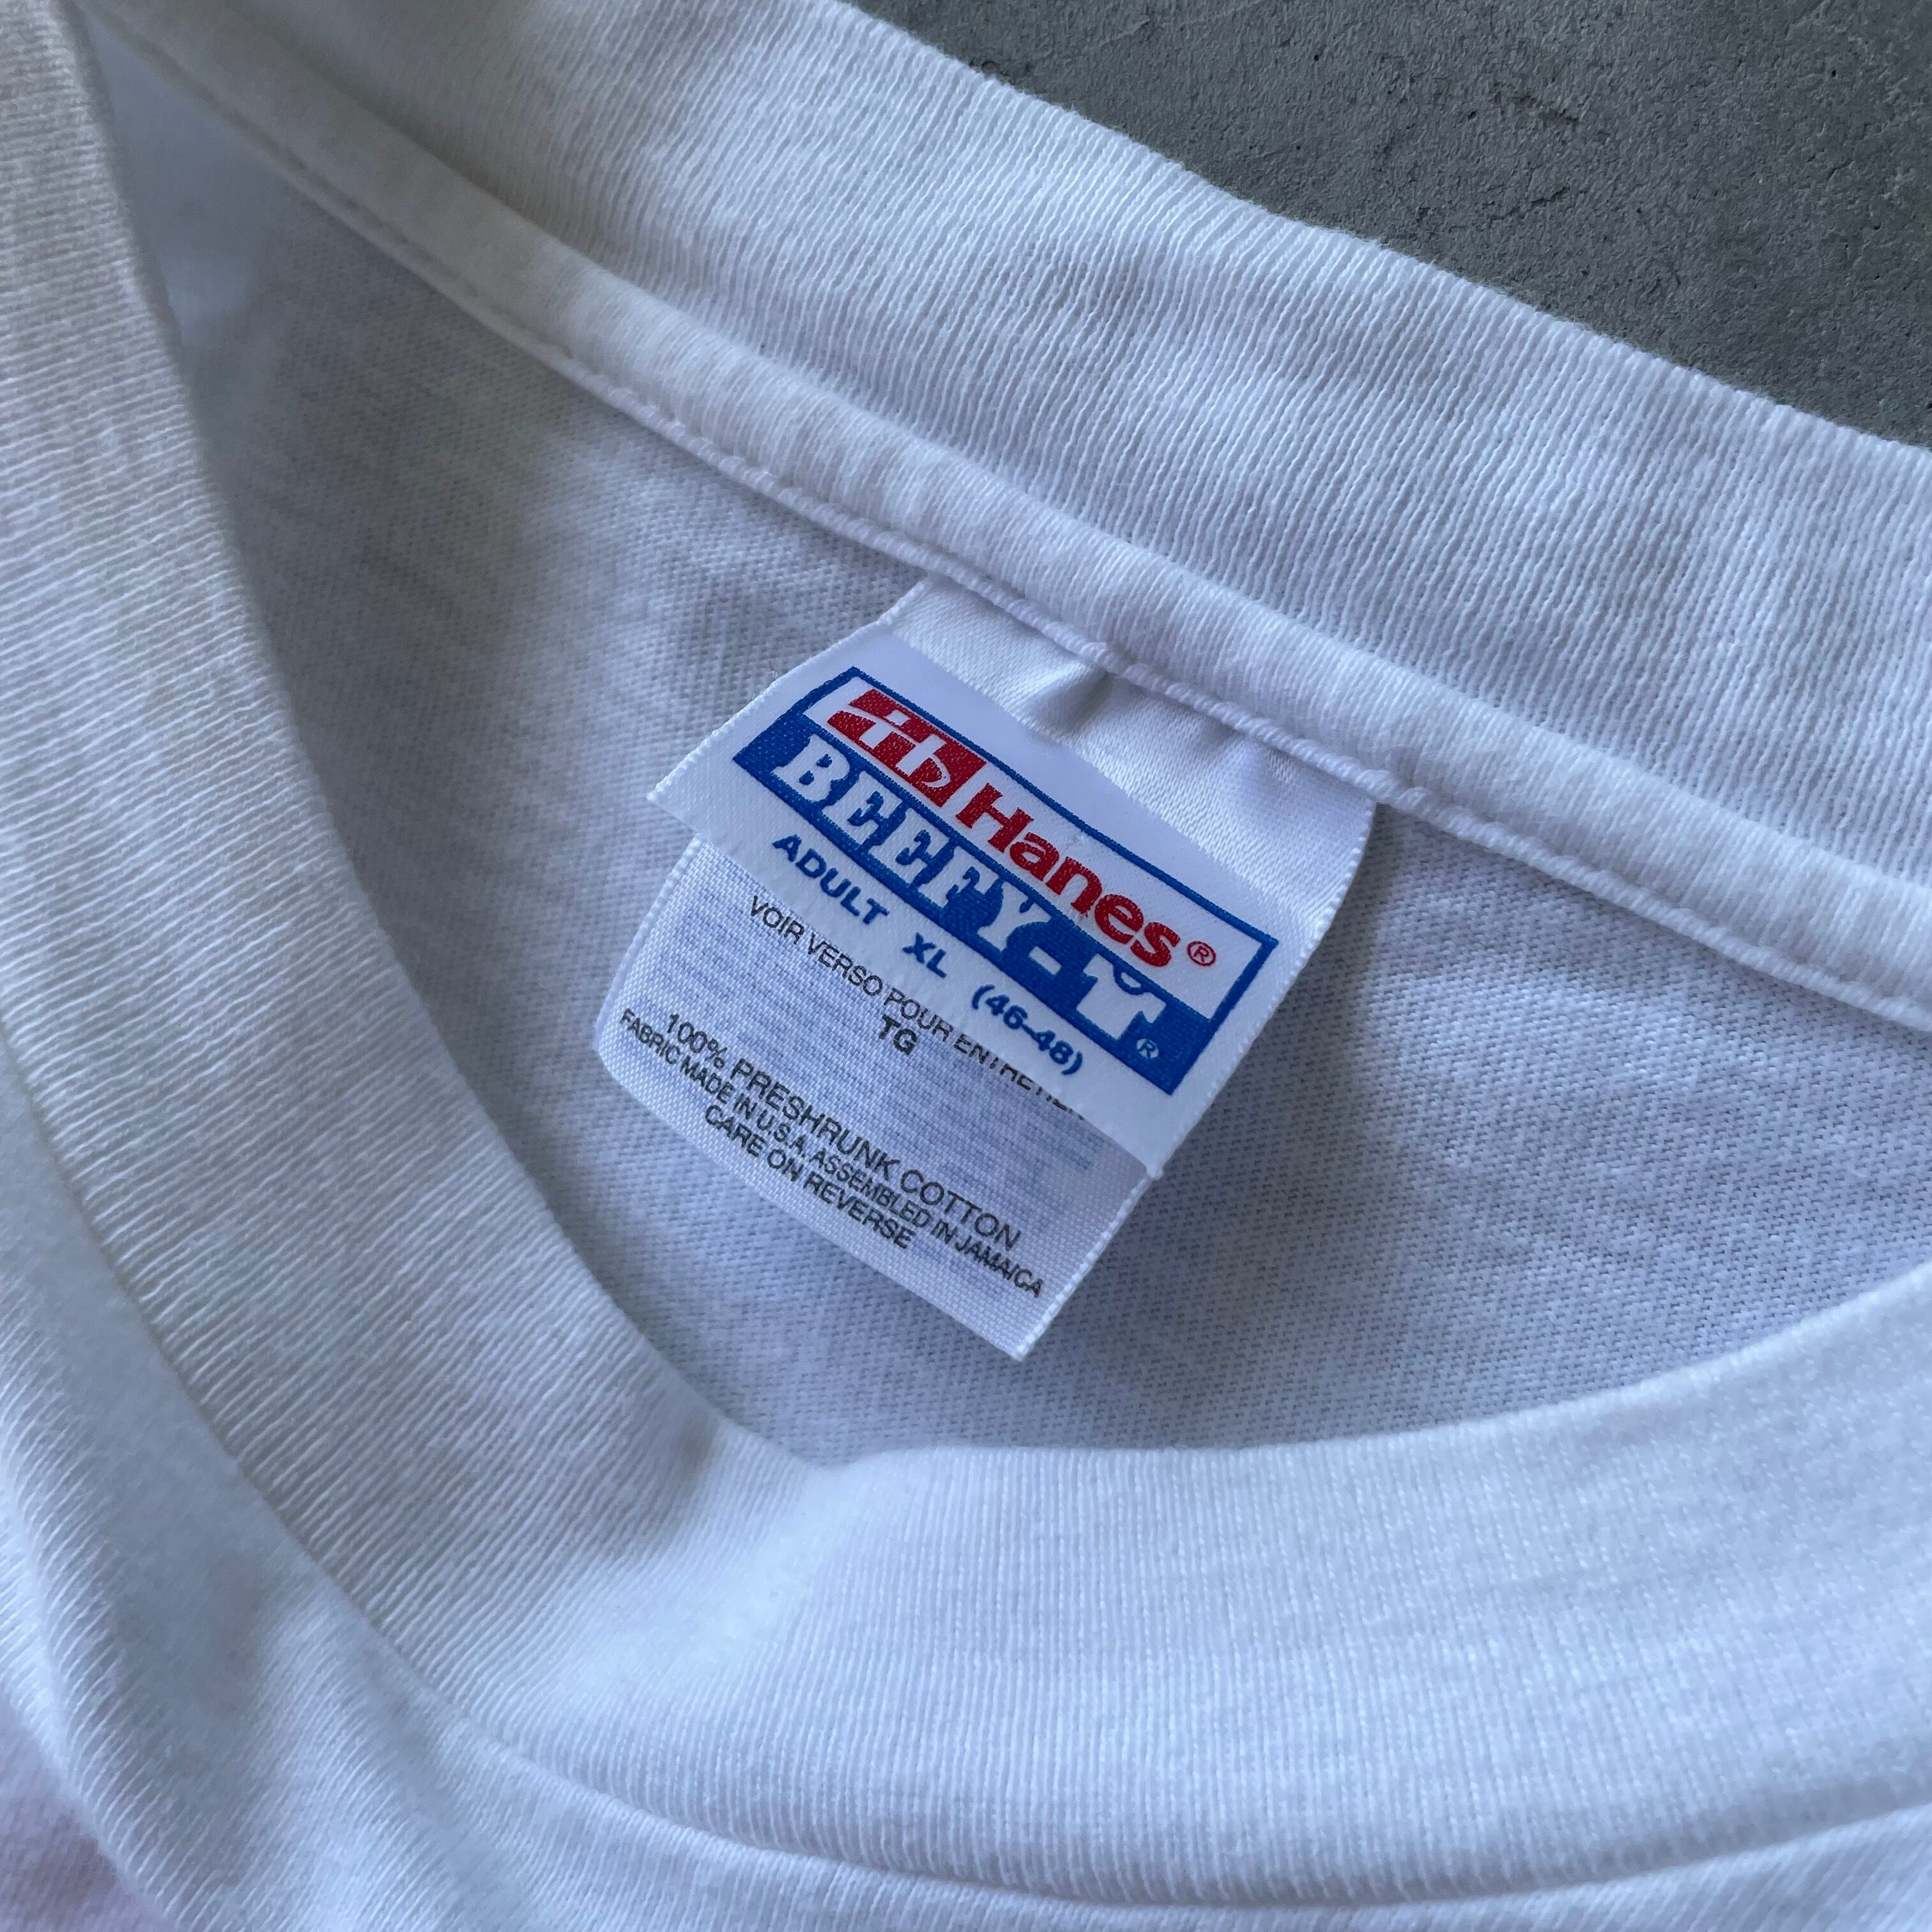 Hanes®
BEEFY-T®
ADULT XL (46-48)
VOIR VERSO POUR
TG
100% PRESHRUNK COTTON
FABRIC MADE IN U.S.A. ASSEMBLED IN JAMAICA
CARE ON REVERSE